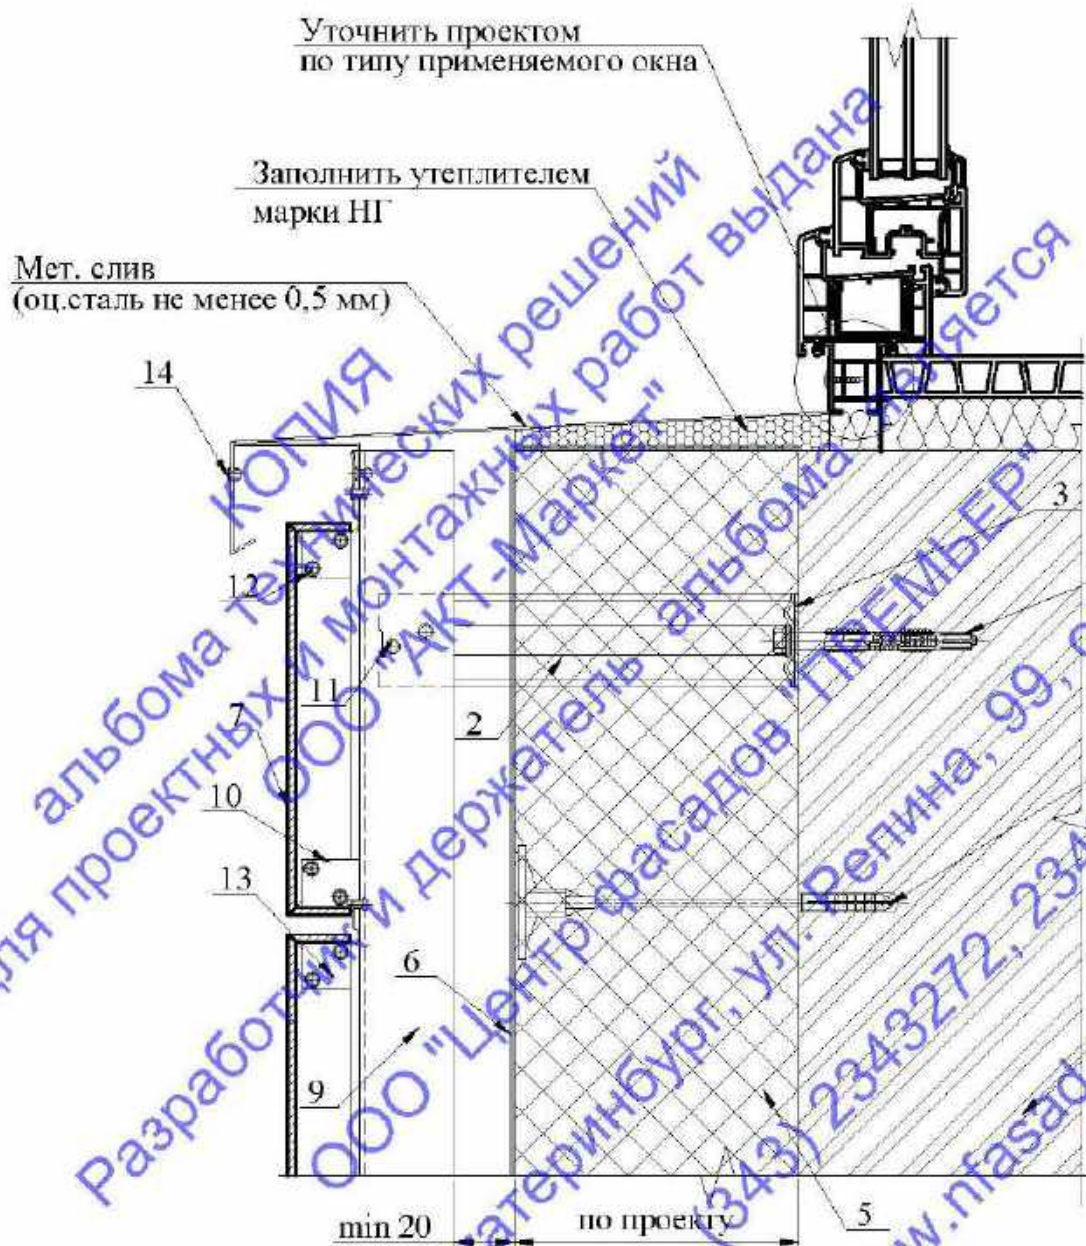 Уточнить проектом
по типу применяемого окна
Заполнить утеплителем
марки НГ
Мет. слив
(оц.сталь не менее 0,5 мм)
14
3
12
11
2
7
10
13
6
9
5
min 20
по проекту
КОПИЯ
альбома технических решений
для проектных и монтажных работ выдана
ООО "АКТ-Маркет"
Разработчик и держатель альбома является
ООО "Центр фасадов "ПРЕМЬЕР"
катеринбург, ул. Репина, 99,
(343) 2343272, 234
w.nfasad